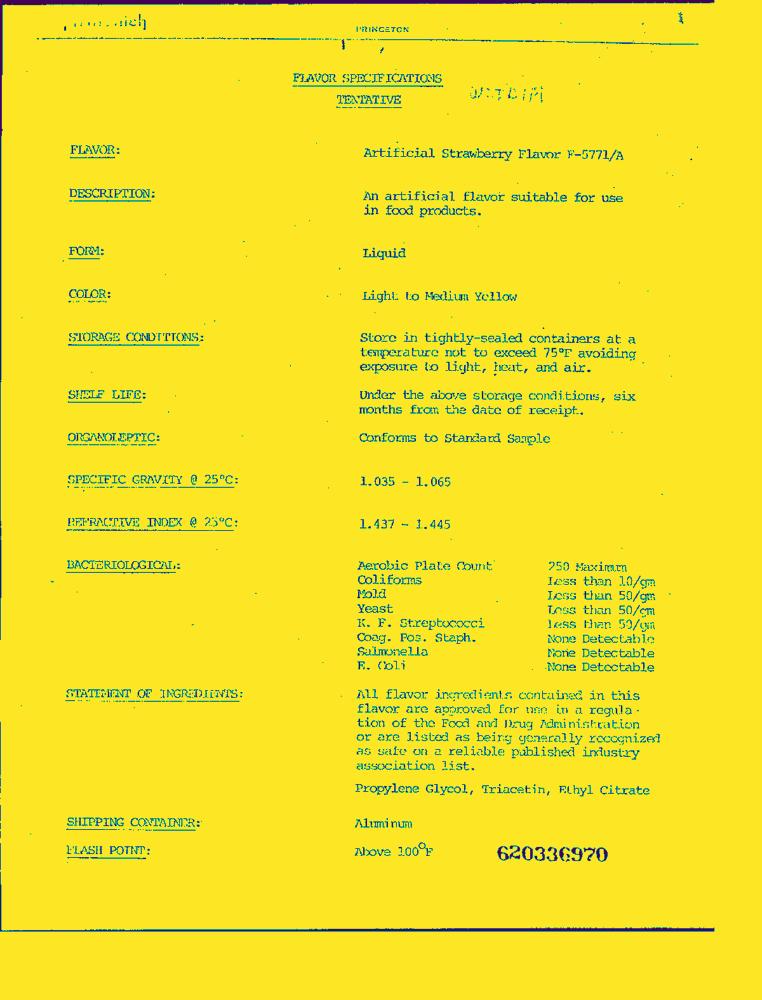 PRINCETON
1
FLAVOR SPECIFICATIONS
TENTATIVE
FLAVOR: Artificial Strawberry Flavor F-5771/A
DESCRIPTION: An artificial flavor suitable for use
in food products.
FORM: Liquid
COLOR: Light to Medium Yellow
STORAGE CONDITIONS: Store in tightly-sealed containers at a
temperature not to exceed 75°F avoiding
exposure to light, heat, and air.
SHELF LIFE: Under the above storage conditions, six
months from the date of receipt.
ORGANOLEPTIC: Conforms to Standard Sample
SPECIFIC GRAVITY @ 25°C: 1.035 - 1.065
REFRACTIVE INDEX @ 25°C: 1.437 - 1.445
BACTERIOLOGICAL: Aerobic Plate Count 250 Maximum
Coliforms Less than 10/gm
Mold Less than 50/gm
Yeast Less than 50/gm
K. F. Streptococci Less than 50/gm
Coag. Pos. Staph. None Detectable
Salmonella None Detectable
E. Coli None Detectable
STATEMENT OF INGREDIENTS: All flavor ingredients contained in this
flavor are approved for use in a regula-
tion of the Food and Drug Administration
or are listed as being generally recognized
as safe on a reliable published industry
association list.
Propylene Glycol, Triacetin, Ethyl Citrate
SHIPPING CONTAINER: Aluminum
FLASH POINT: Above 100°F
620336970